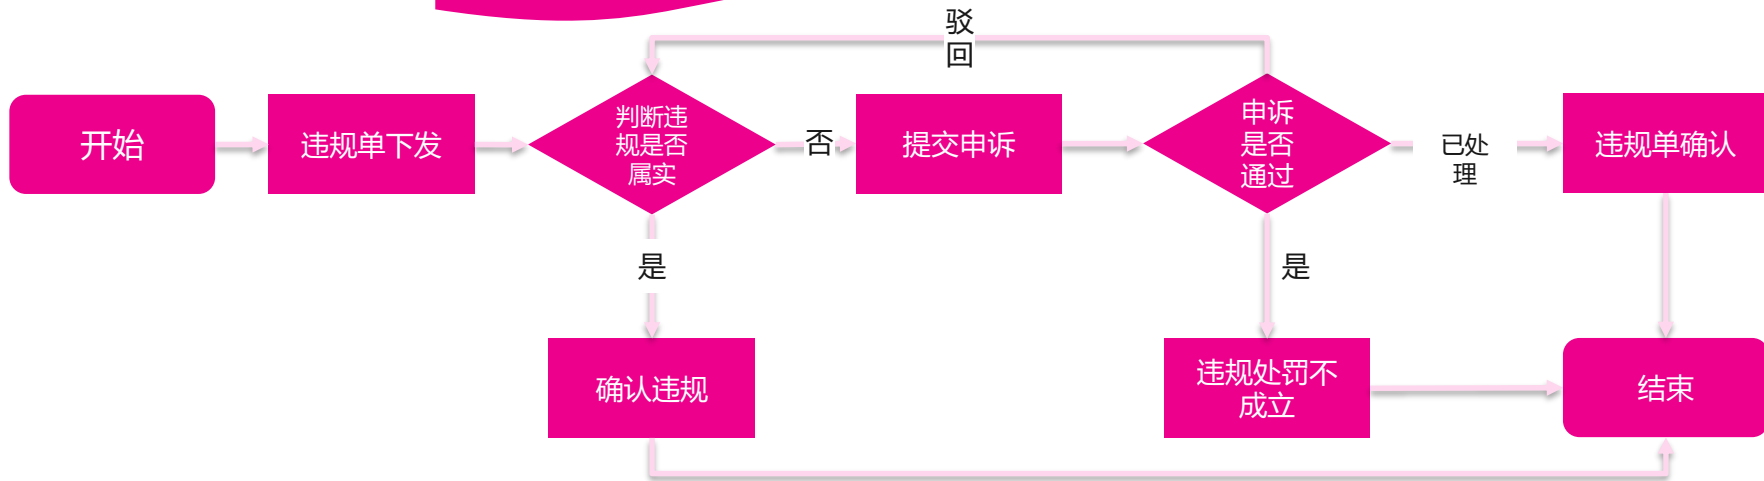 驳
回
开始
违规单下发
判断违
规是否
属实
否
提交申诉
申诉
是否
通过
已处
理
违规单确认
是
是
确认违规
违规处罚不
成立
结束